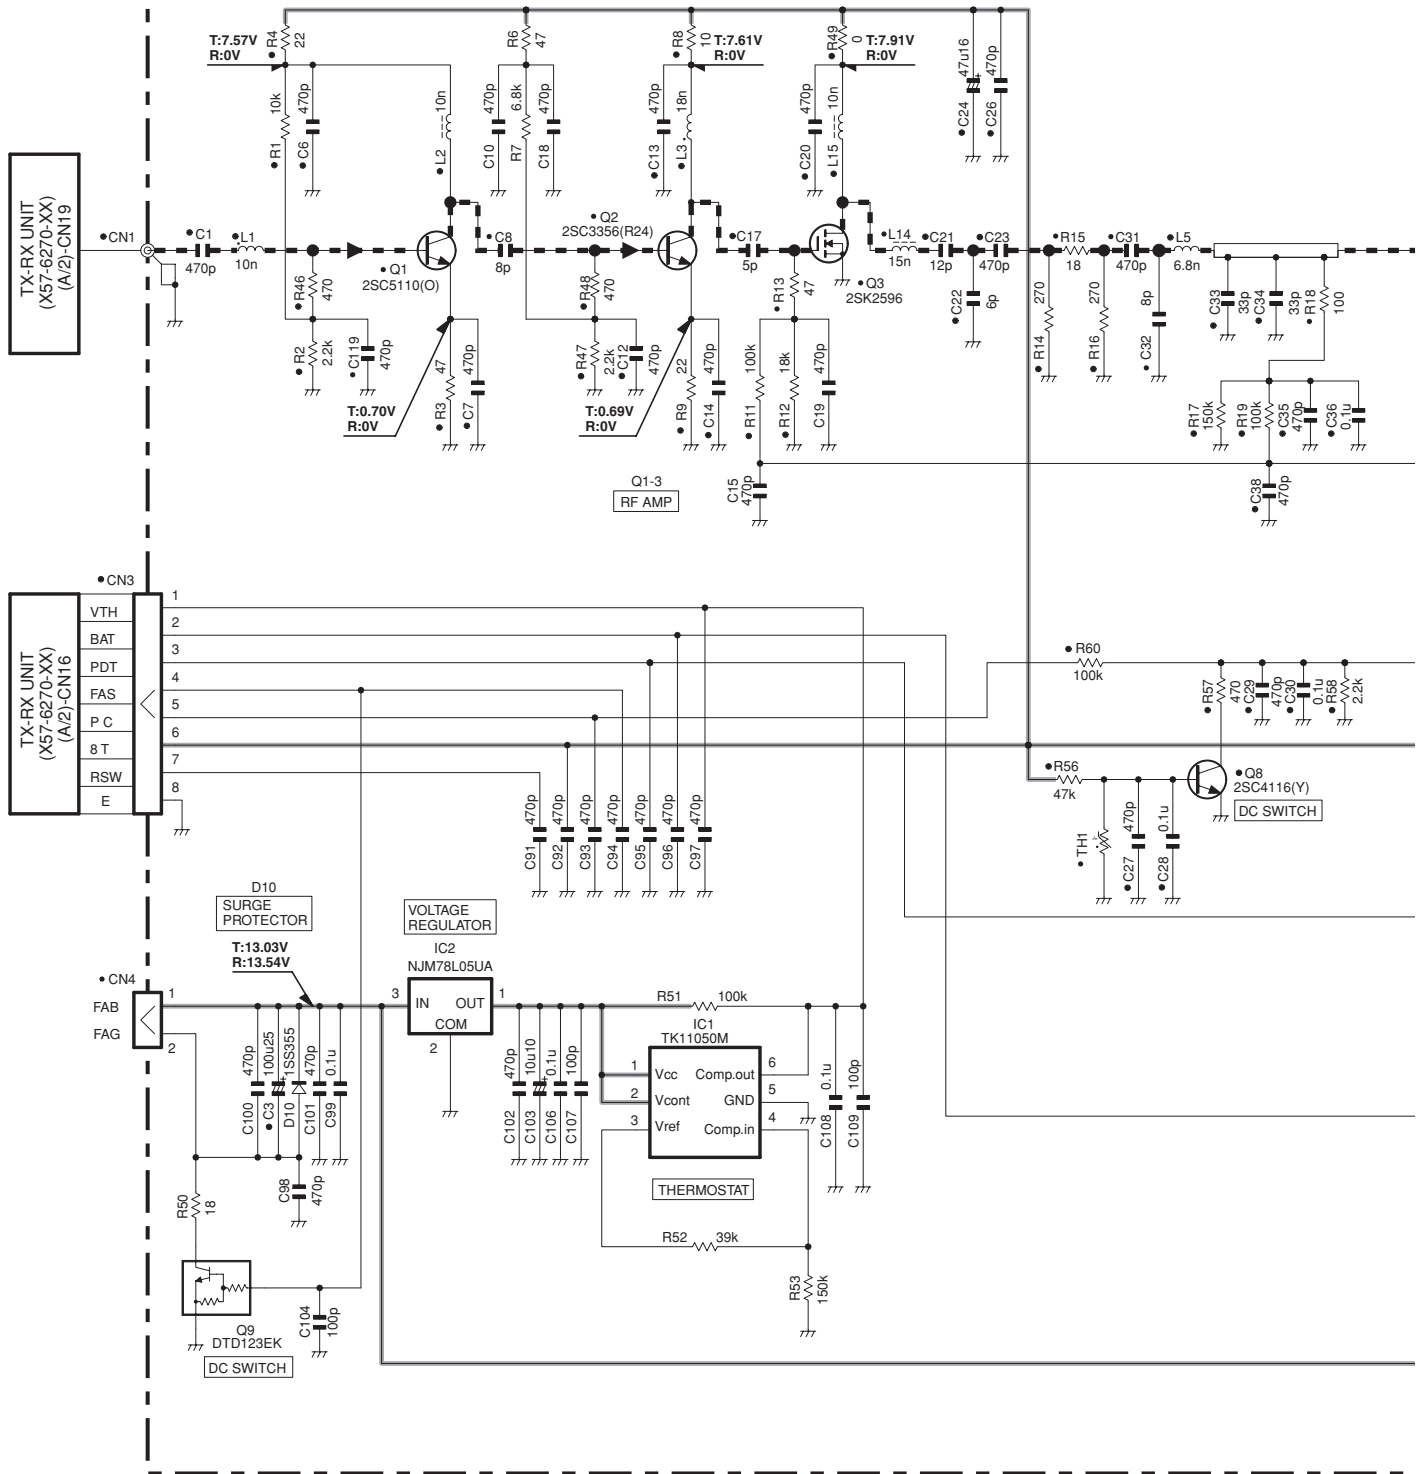 TX-RX UNIT
(X57-6270-XX)
(A/2)-CN19
CN1
C1
470p
L1
10n
T:7.57V
R:0V
R4
22
R1
10k
C6
470p
L2
10n
R46
470
R2
2.2k
C119
470p
Q1
2SC5110(O)
R3
47
C7
470p
T:0.70V
R:0V
R6
47
C10
470p
R7
6.8k
C18
470p
C8
8p
Q2
2SC3356(R24)
R48
470
R47
2.2k
C12
470p
T:0.69V
R:0V
R8
10
T:7.61V
R:0V
C13
470p
L3
18n
R9
22
C14
470p
Q1-3
RF AMP
C17
5p
R13
47
R11
100k
R12
18k
C19
470p
C15
470p
R49
0
T:7.91V
R:0V
C20
470p
L15
10n
Q3
2SK2596
L14
15n
C21
12p
C22
6p
C23
470p
C24
47u16
C26
470p
R14
270
R15
18
R16
270
C31
470p
C32
8p
L5
6.8n
C33
33p
C34
33p
R18
100
R17
150k
R19
100k
C35
470p
C36
0.1u
C38
470p
CN3
TX-RX UNIT
(X57-6270-XX)
(A/2)-CN16
VTH
BAT
PDT
FAS
P C
8 T
RSW
E
1
2
3
4
5
6
7
8
C91
470p
C92
470p
C93
470p
C94
470p
C95
470p
C96
470p
C97
470p
R60
100k
R57
470
C29
470p
C30
0.1u
R58
2.2k
R56
47k
Q8
2SC4116(Y)
DC SWITCH
TH1
C27
470p
C28
0.1u
D10
SURGE
PROTECTOR
T:13.03V
R:13.54V
CN4
FAB
FAG
1
2
C100
470p
C3
100u25
D10
1SS355
C101
470p
C99
0.1u
C98
470p
R50
18
Q9
DTD123EK
DC SWITCH
C104
100p
VOLTAGE
REGULATOR
IC2
NJM78L05UA
3
IN
OUT
1
COM
2
C102
470p
C103
10u10
C106
0.1u
C107
100p
R51
100k
IC1
TK11050M
1
Vcc
Comp.out
6
2
Vcont
GND
5
3
Vref
Comp.in
4
THERMOSTAT
C108
0.1u
C109
100p
R52
39k
R53
150k